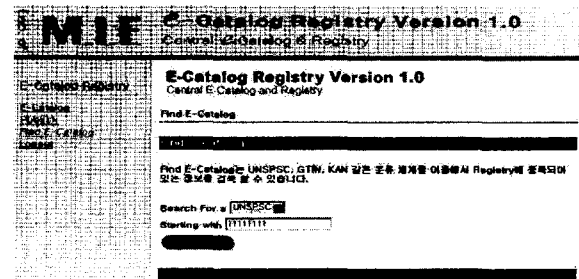 MIE
E-Catalog Registry Version 1.0
Central E-Catalog & Registry
E-Catalog Registry
E-Catalog
Find E-Catalog
Logout
E-Catalog Registry Version 1.0
Central E-Catalog and Registry
Find E-Catalog
Find E-Catalog는 UNSPSC, GTIN, KAN 같은 분류 체계를 이용해서 Registry에 등록되어
있는 정보를 검색 할 수 있습니다.
Search For a UNSPSC
Starting with 11111111